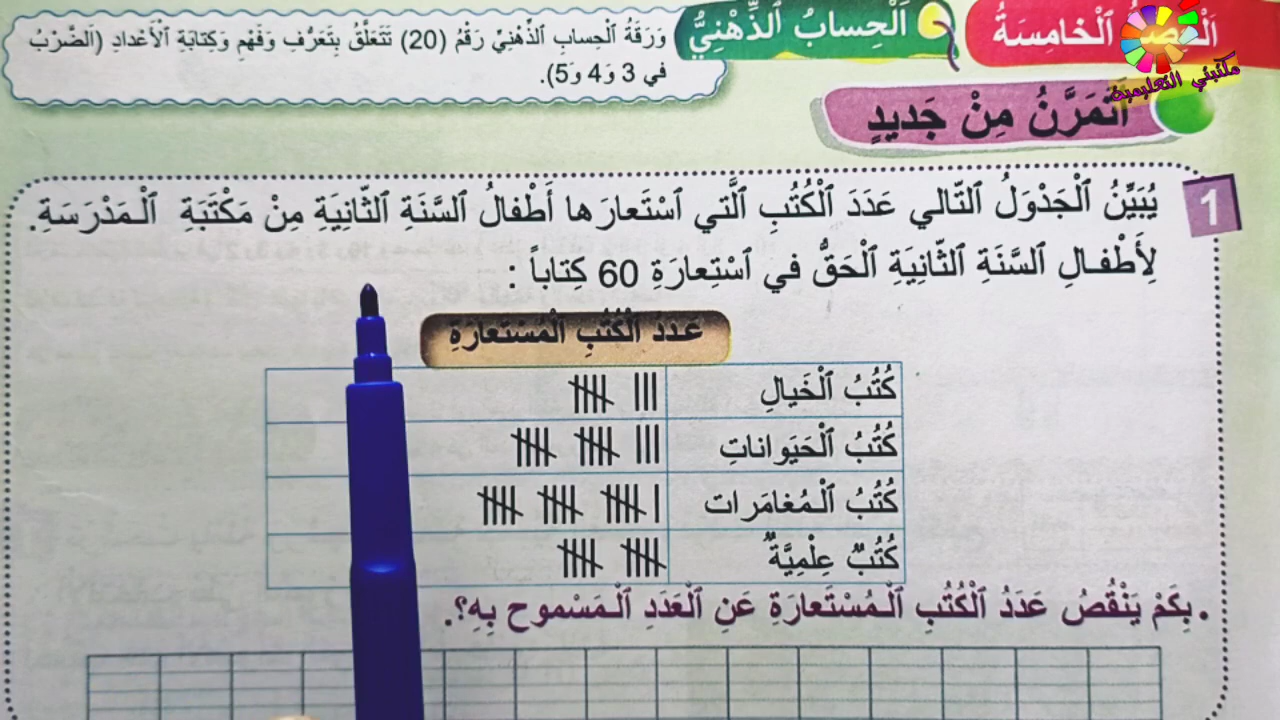 اَلْحِصَّةُ اَلْخامِسَةُ
مكتبتي التعليمية
اَلْحِسابُ اَلذِّهْنِيُّ
وَرَقَةُ اَلْحِسابِ اَلذِّهْنِيِّ رَقْمُ (20) تَتَعَلَّقُ بِتَعَرُّفِ وَفَهْمِ وَكِتابَةِ اَلْأَعْدادِ (اَلضَّرْبُ
في 3 وَ4 وَ5).
أَتَمَرَّنُ مِنْ جَديدٍ
1 يُبَيِّنُ اَلْجَدْوَلُ اَلتّالي عَدَدَ اَلْكُتُبِ اَلَّتي اَسْتَعارَها أَطْفالُ اَلسَّنَةِ اَلثّانِيَةِ مِنْ مَكْتَبَةِ اَلْمَدْرَسَةِ.
لِأَطْفالِ اَلسَّنَةِ اَلثّانِيَةِ اَلْحَقُّ في اَسْتِعارَةِ 60 كِتاباً :
عَدَدُ اَلْكُتُبِ اَلْمُسْتَعارَةِ
كُتُبُ اَلْخَيالِ
كُتُبُ اَلْحَيَواناتِ
كُتُبُ اَلْمُغامَرات
كُتُبٌ عِلْمِيَّةٌ
. بِكَمْ يَنْقُصُ عَدَدُ اَلْكُتُبِ اَلْمُسْتَعارَةِ عَنِ اَلْعَدَدِ اَلْمَسْموحِ بِهِ؟.